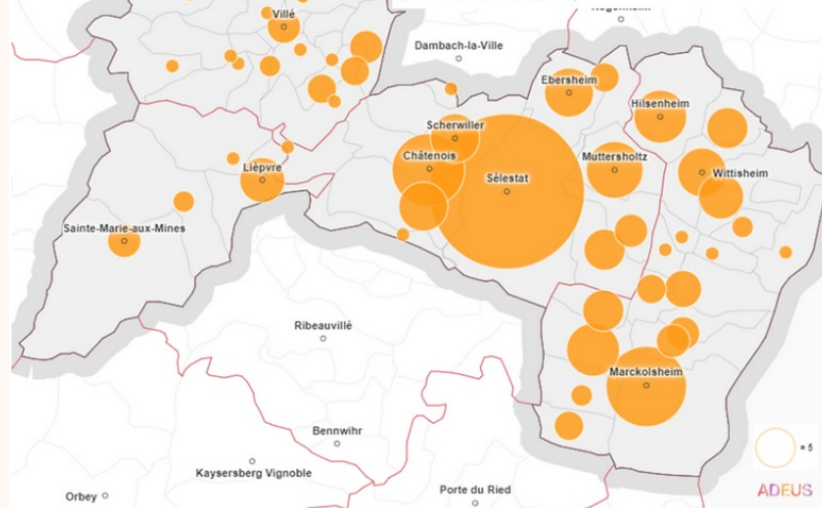 Villé
Dambach-la-Ville
Ebersheim
Hilsenheim
Scherwiller
Châtenois
Muttersholtz
Lièpvre
Sélestat
Wittisheim
Sainte-Marie-aux-Mines
Ribeauvillé
Marckolsheim
Bennwihr
= 5
Kaysersberg Vignoble
Orbey
Porte du Ried
ADEUS